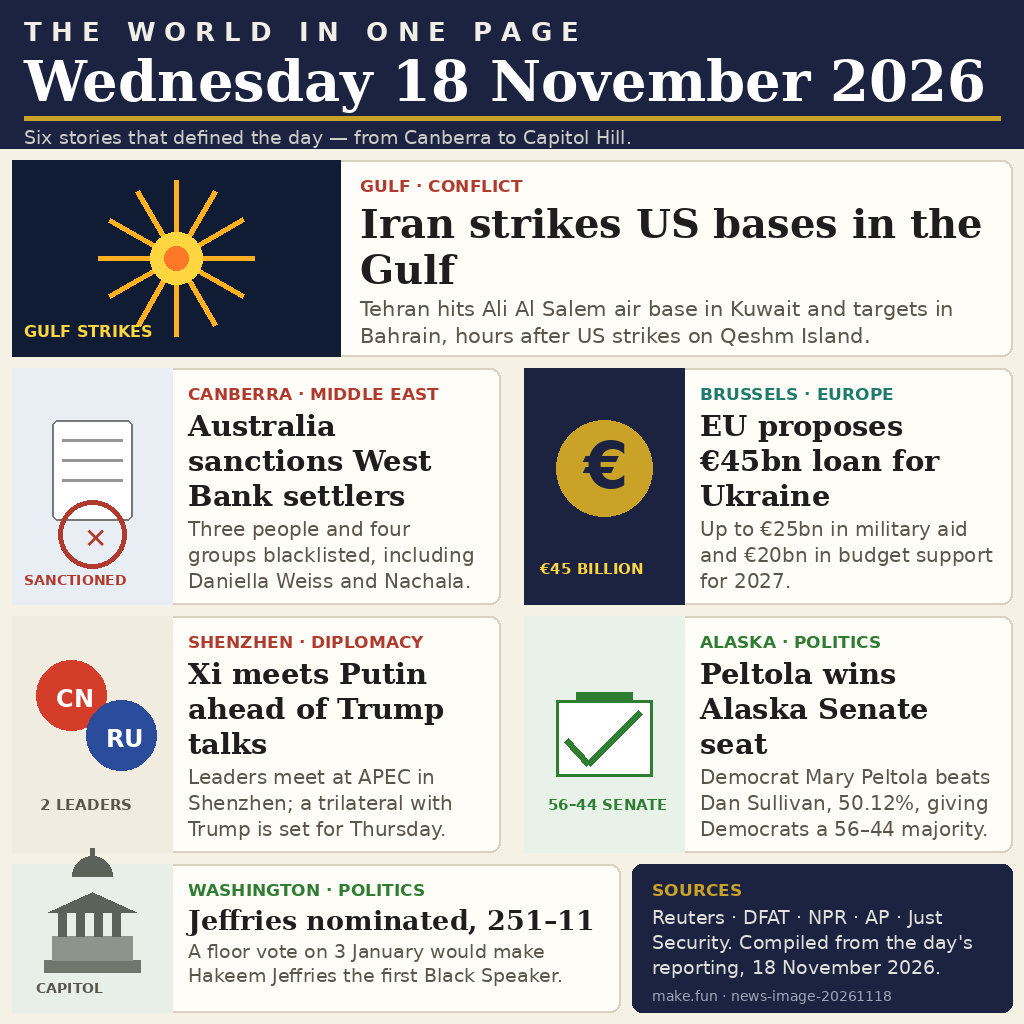 THE WORLD IN ONE PAGE
Wednesday 18 November 2026
Six stories that defined the day — from Canberra to Capitol Hill.
GULF STRIKES
GULF · CONFLICT
Iran strikes US bases in the
Gulf
Tehran hits Ali Al Salem air base in Kuwait and targets in
Bahrain, hours after US strikes on Qeshm Island.
SANCTIONED
CANBERRA · MIDDLE EAST
Australia
sanctions West
Bank settlers
Three people and four
groups blacklisted, including
Daniella Weiss and Nachala.
€
€45 BILLION
BRUSSELS · EUROPE
EU proposes
€45bn loan for
Ukraine
Up to €25bn in military aid
and €20bn in budget support
for 2027.
CN
RU
2 LEADERS
SHENZHEN · DIPLOMACY
Xi meets Putin
ahead of Trump
talks
Leaders meet at APEC in
Shenzhen; a trilateral with
Trump is set for Thursday.
56–44 SENATE
ALASKA · POLITICS
Peltola wins
Alaska Senate
seat
Democrat Mary Peltola beats
Dan Sullivan, 50.12%, giving
Democrats a 56–44 majority.
CAPITOL
WASHINGTON · POLITICS
Jeffries nominated, 251–11
A floor vote on 3 January would make
Hakeem Jeffries the first Black Speaker.
SOURCES
Reuters · DFAT · NPR · AP · Just
Security. Compiled from the day's
reporting, 18 November 2026.
make.fun · news-image-20261118